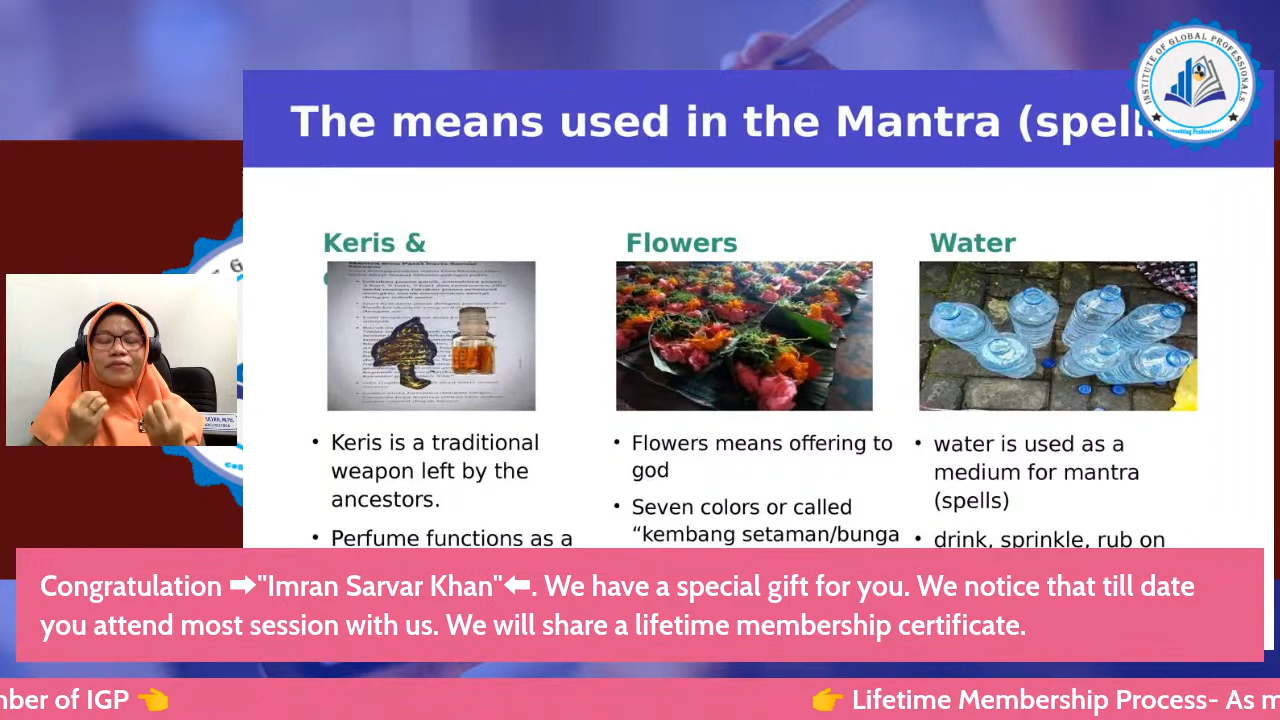 INSTITUTE OF GLOBAL PROFESSIONALS
Consulting Professionals
The means used in the Mantra (spell
Keris &
Flowers
Water
• Keris is a traditional
weapon left by the
ancestors.
• Perfume functions as a
• Flowers means offering to
god
• Seven colors or called
“kembang setaman/bunga
• water is used as a
medium for mantra
(spells)
• drink, sprinkle, rub on
Congratulation ➡"Imran Sarvar Khan"⬅. We have a special gift for you. We notice that till date
you attend most session with us. We will share a lifetime membership certificate.
mber of IGP 👈
👉 Lifetime Membership Process- As m